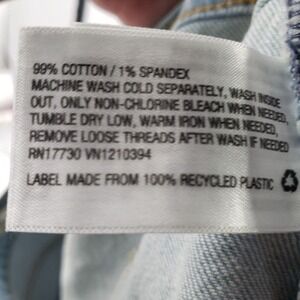 99% COTTON / 1% SPANDEX
MACHINE WASH COLD SEPARATELY, WASH INSIDE
OUT, ONLY NON-CHLORINE BLEACH WHEN NEEDED,
TUMBLE DRY LOW, WARM IRON WHEN NEEDED,
REMOVE LOOSE THREADS AFTER WASH IF NEEDED
RN17730 VN1210394
LABEL MADE FROM 100% RECYCLED PLASTIC